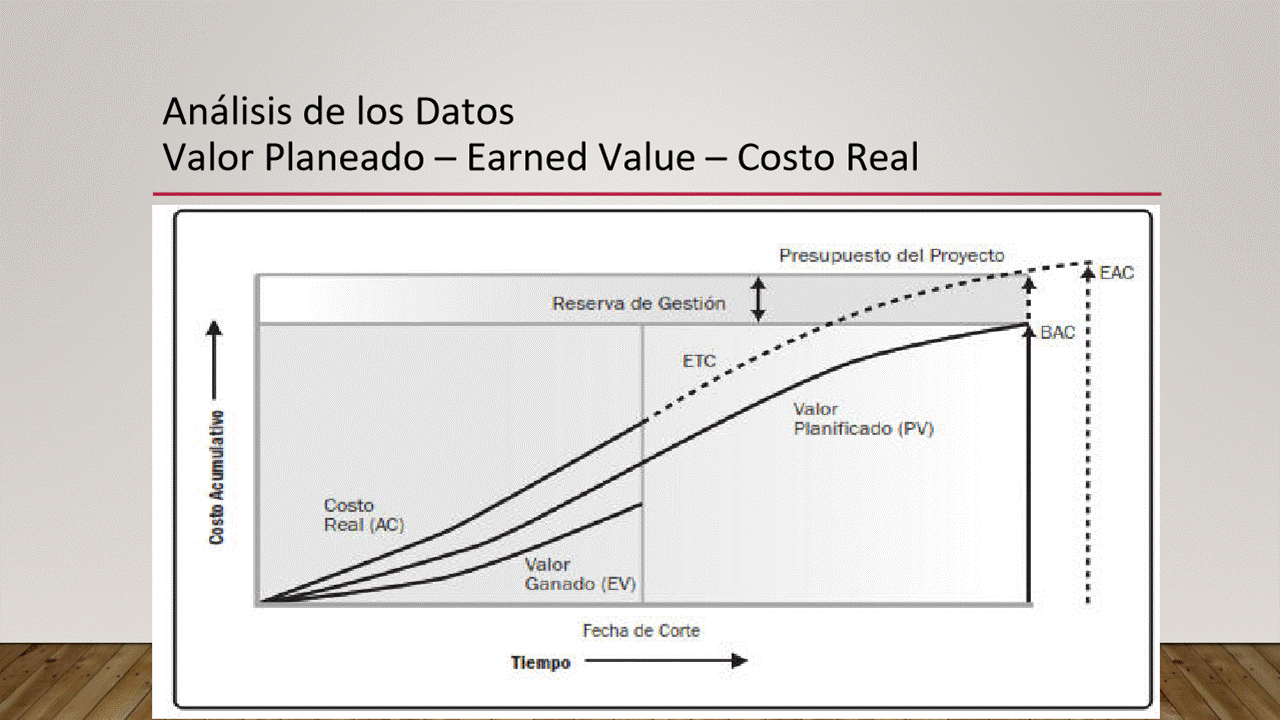 Análisis de los Datos
Valor Planeado – Earned Value – Costo Real
Presupuesto del Proyecto
EAC
Reserva de Gestión
BAC
ETC
Valor
Planificado (PV)
Costo Acumulativo
Costo
Real (AC)
Valor
Ganado (EV)
Fecha de Corte
Tiempo